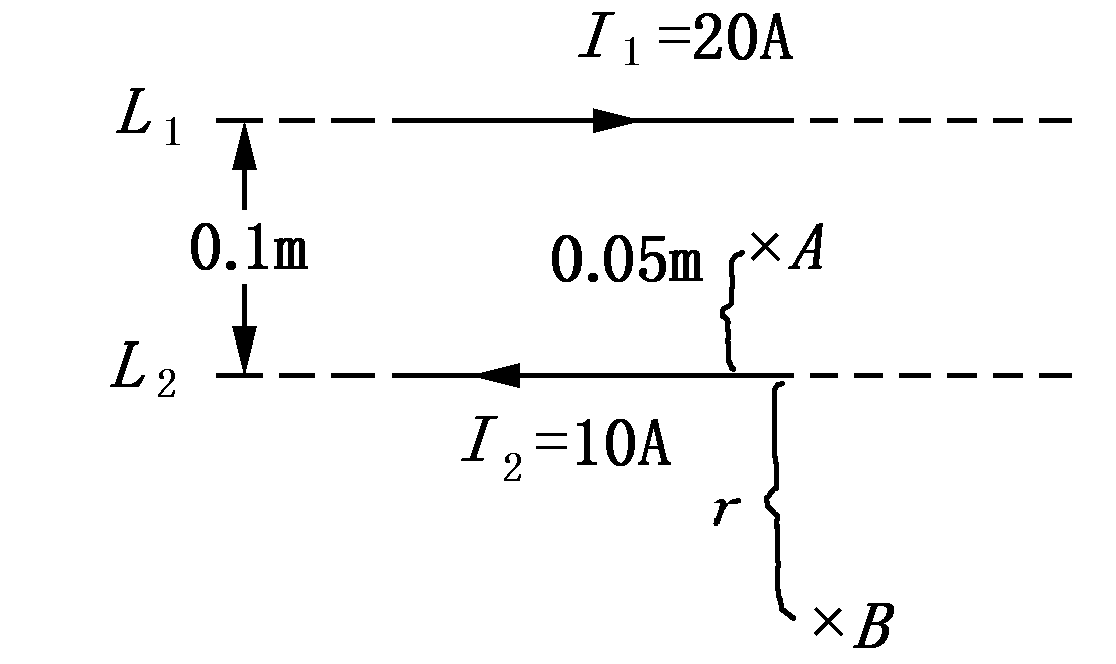 I₁=20A
L₁
0.1m
0.05m
×A
L₂
I₂=10A
r
×B